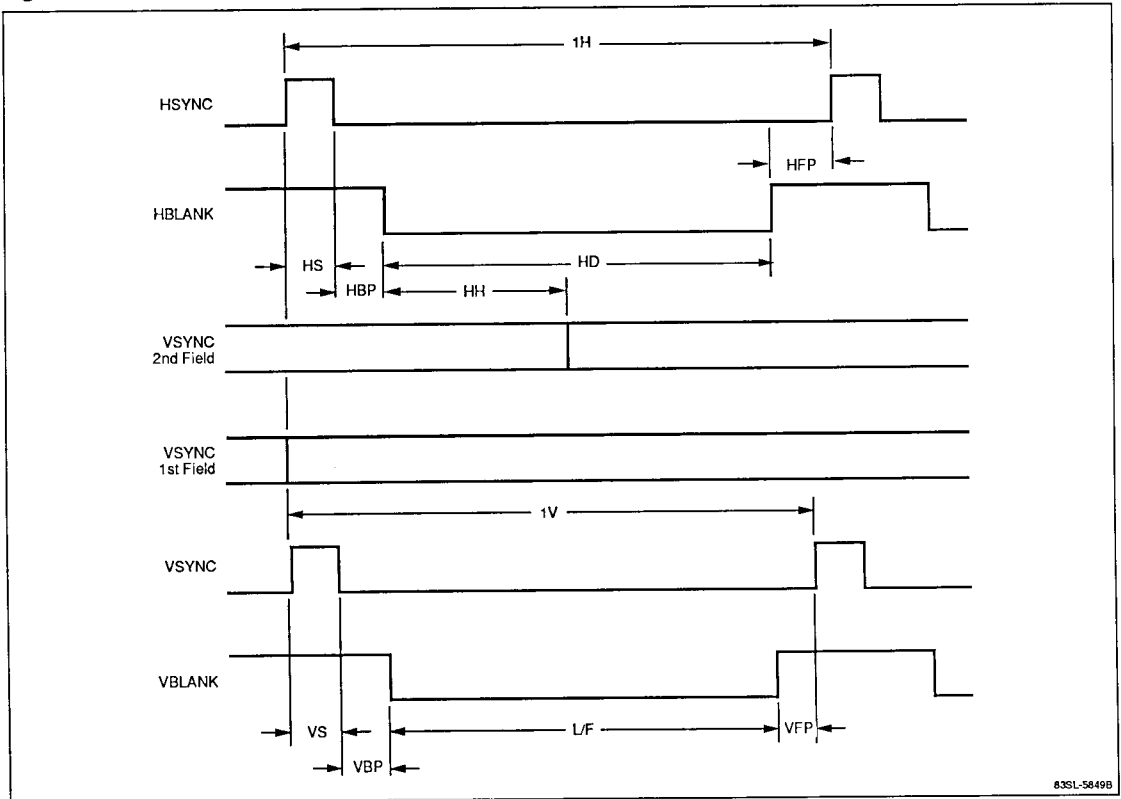 1H
HSYNC
HFP
HBLANK
HS
HD
HBP
HH
VSYNC
2nd Field
VSYNC
1st Field
1V
VSYNC
VBLANK
VS
L/F
VFP
VBP
83SL-5849B